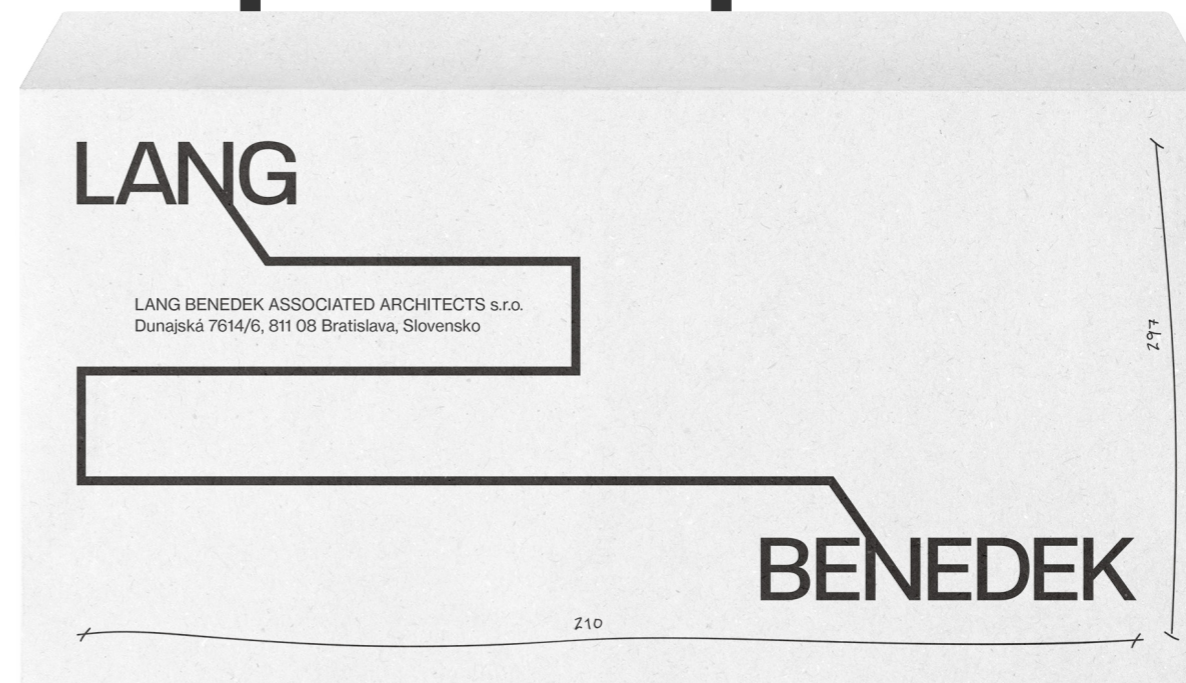 LANG
LANG BENEDEK ASSOCIATED ARCHITECTS s.r.o.
Dunajská 7614/6, 811 08 Bratislava, Slovensko
297
BENEDEK
210